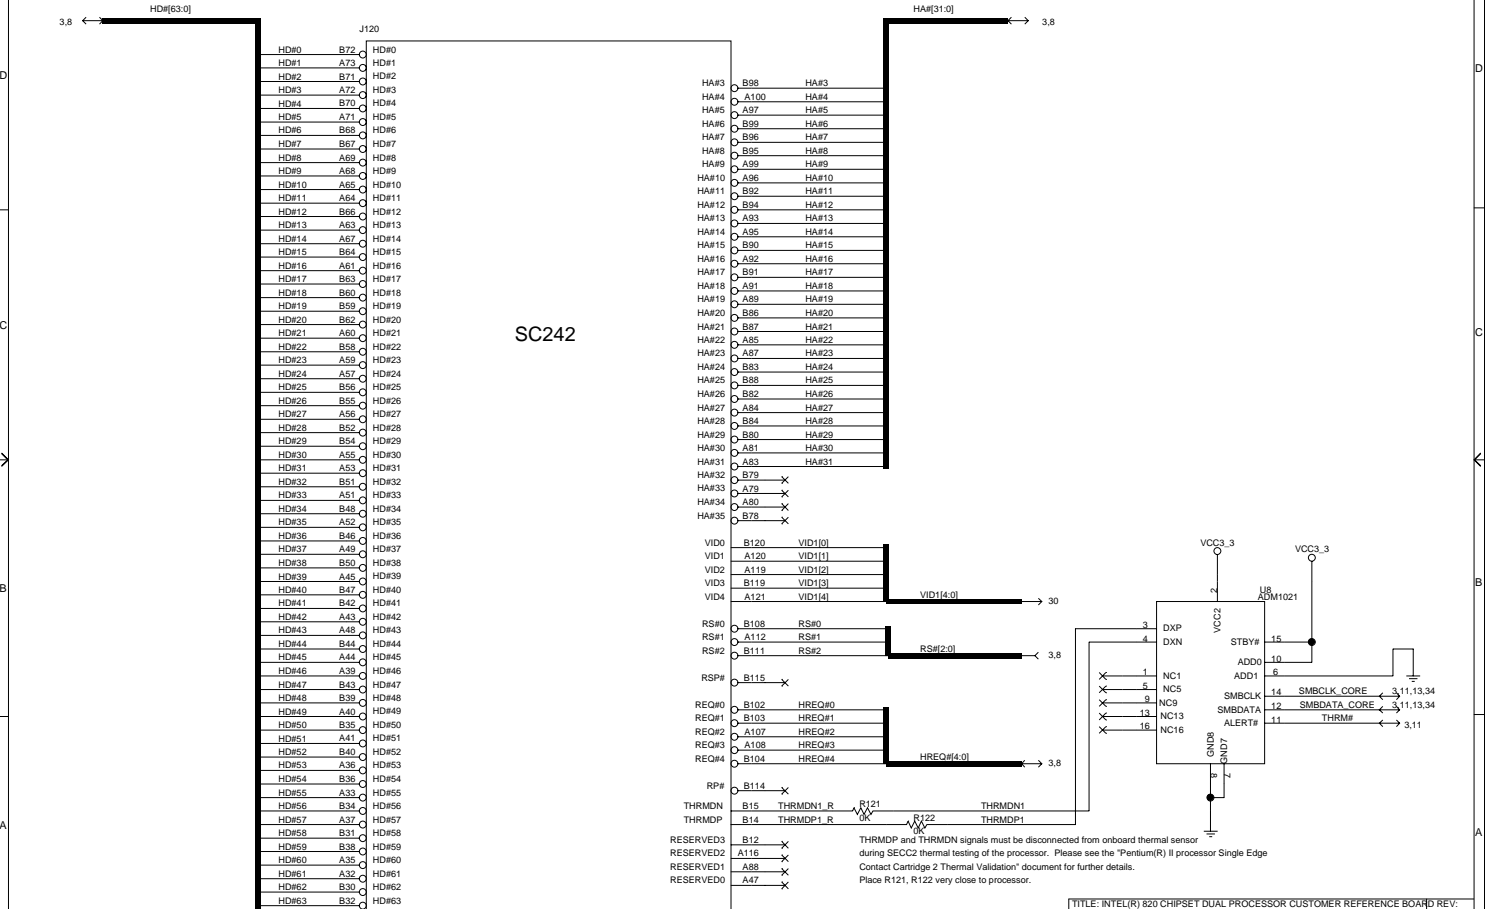 HD#[63:0]
HA#[31:0]
3,8
3,8
J120
HD#0 B72 HD#0
HD#1 A73 HD#1
HD#2 B71 HD#2
HD#3 A72 HD#3
HD#4 B70 HD#4
HD#5 A71 HD#5
HD#6 B68 HD#6
HD#7 B67 HD#7
HD#8 A69 HD#8
HD#9 A68 HD#9
HD#10 A65 HD#10
HD#11 A64 HD#11
HD#12 B66 HD#12
HD#13 A63 HD#13
HD#14 A67 HD#14
HD#15 B64 HD#15
HD#16 A61 HD#16
HD#17 B63 HD#17
HD#18 B60 HD#18
HD#19 B59 HD#19
HD#20 B62 HD#20
HD#21 A60 HD#21
HD#22 B58 HD#22
HD#23 A59 HD#23
HD#24 A57 HD#24
HD#25 B56 HD#25
HD#26 B55 HD#26
HD#27 A56 HD#27
HD#28 B52 HD#28
HD#29 B54 HD#29
HD#30 A55 HD#30
HD#31 A53 HD#31
HD#32 B51 HD#32
HD#33 A51 HD#33
HD#34 B48 HD#34
HD#35 A52 HD#35
HD#36 B46 HD#36
HD#37 A49 HD#37
HD#38 B50 HD#38
HD#39 A45 HD#39
HD#40 B47 HD#40
HD#41 B42 HD#41
HD#42 A43 HD#42
HD#43 A48 HD#43
HD#44 B44 HD#44
HD#45 A44 HD#45
HD#46 A39 HD#46
HD#47 B43 HD#47
HD#48 B39 HD#48
HD#49 A40 HD#49
HD#50 B35 HD#50
HD#51 A41 HD#51
HD#52 B40 HD#52
HD#53 A36 HD#53
HD#54 B36 HD#54
HD#55 A33 HD#55
HD#56 B34 HD#56
HD#57 A37 HD#57
HD#58 B31 HD#58
HD#59 B38 HD#59
HD#60 A35 HD#60
HD#61 A32 HD#61
HD#62 B30 HD#62
HD#63 B32 HD#63
SC242
HA#3 B98 HA#3
HA#4 A100 HA#4
HA#5 A97 HA#5
HA#6 B99 HA#6
HA#7 B96 HA#7
HA#8 B95 HA#8
HA#9 A99 HA#9
HA#10 A96 HA#10
HA#11 B92 HA#11
HA#12 B94 HA#12
HA#13 A93 HA#13
HA#14 A95 HA#14
HA#15 B90 HA#15
HA#16 A92 HA#16
HA#17 B91 HA#17
HA#18 A91 HA#18
HA#19 A89 HA#19
HA#20 B86 HA#20
HA#21 B87 HA#21
HA#22 A85 HA#22
HA#23 A87 HA#23
HA#24 B83 HA#24
HA#25 B88 HA#25
HA#26 B82 HA#26
HA#27 A84 HA#27
HA#28 B84 HA#28
HA#29 B80 HA#29
HA#30 A81 HA#30
HA#31 A83 HA#31
HA#32 B79
HA#33 A79
HA#34 A80
HA#35 B78
VID0 B120 VID1[0]
VID1 A120 VID1[1]
VID2 A119 VID1[2]
VID3 B119 VID1[3]
VID4 A121 VID1[4]
VID1[4:0] 30
RS#0 B108 RS#0
RS#1 A112 RS#1
RS#2 B111 RS#2
RS#[2:0] 3,8
RSP# B115
REQ#0 B102 HREQ#0
REQ#1 B103 HREQ#1
REQ#2 A107 HREQ#2
REQ#3 A108 HREQ#3
REQ#4 B104 HREQ#4
HREQ#[4:0] 3,8
RP# B114
THRMDN B15 THRMDN1_R R121 0K THRMDN1
THRMDP B14 THRMDP1_R R122 0K THRMDP1
RESERVED3 B12
RESERVED2 A116
RESERVED1 A88
RESERVED0 A47
VCC3_3
VCC3_3
U8
ADM1021
2 VCC2
3 DXP
4 DXN
1 NC1
5 NC5
9 NC9
13 NC13
16 NC16
STBY# 15
ADD0 10
ADD1 6
SMBCLK 14 SMBCLK_CORE 3,11,13,34
SMBDATA 12 SMBDATA_CORE 3,11,13,34
ALERT# 11 THRM# 3,11
GND8 8
GND7 7
THRMDP and THRMDN signals must be disconnected from onboard thermal sensor
during SECC2 thermal testing of the processor. Please see the "Pentium(R) II processor Single Edge
Contact Cartridge 2 Thermal Validation" document for further details.
Place R121, R122 very close to processor.
TITLE: INTEL(R) 820 CHIPSET DUAL PROCESSOR CUSTOMER REFERENCE BOARD REV:
D
C
B
A
D
C
B
A